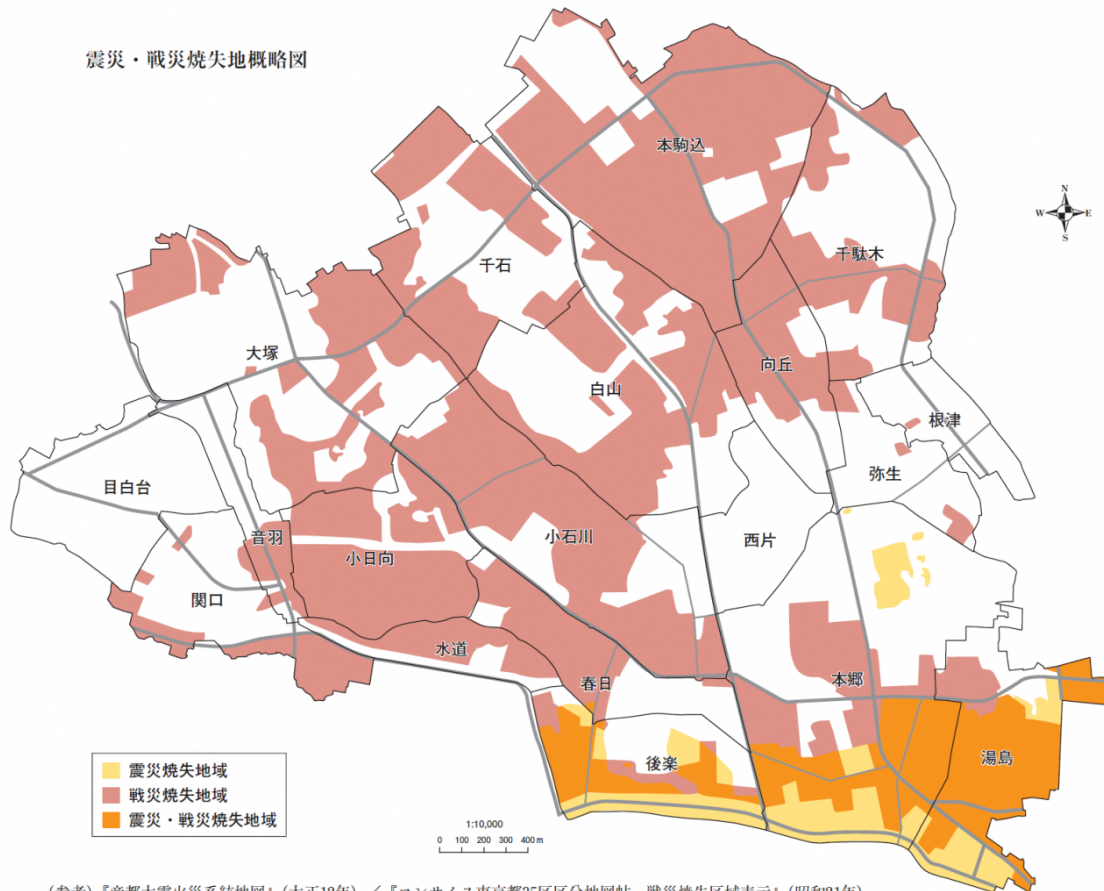 震災・戦災焼失地概略図
本駒込
N
W E
S
千駄木
千石
大塚
向丘
白山
根津
弥生
目白台
音羽
小石川
西片
小日向
関口
水道
春日
本郷
後楽
湯島
震災焼失地域
戦災焼失地域
震災・戦災焼失地域
1:10,000
0 100 200 300 400 m